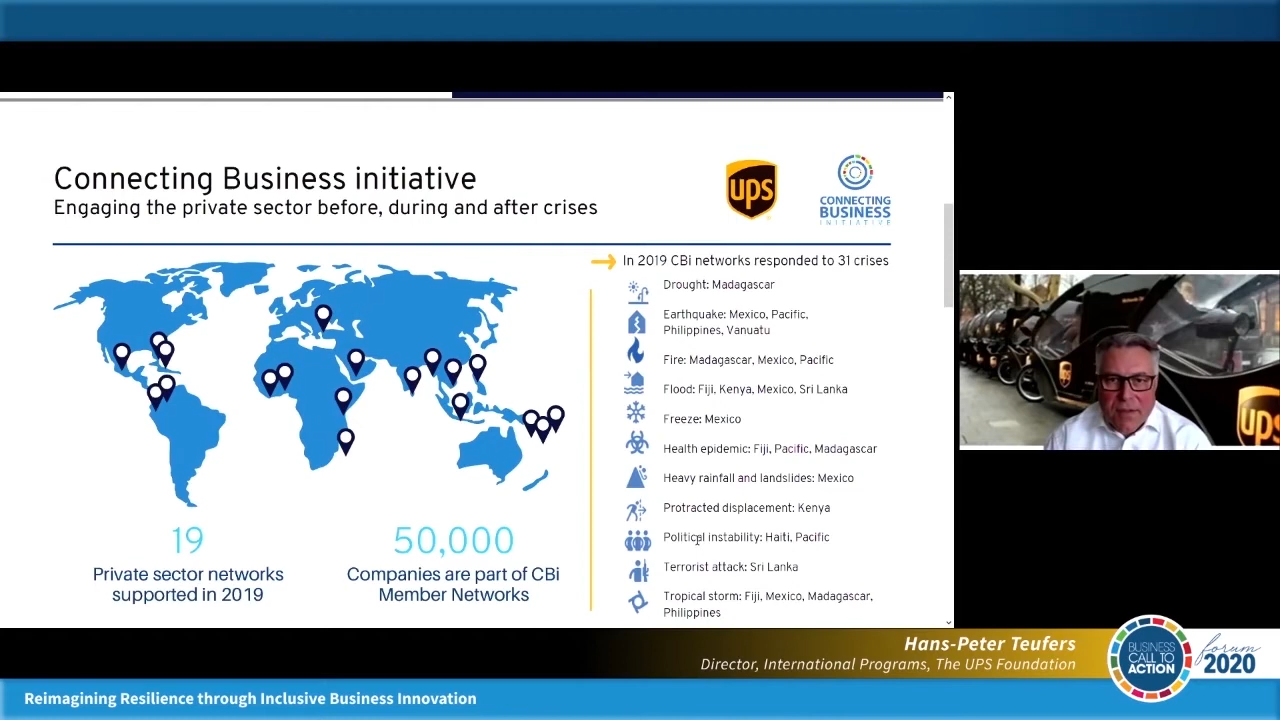 Connecting Business initiative
Engaging the private sector before, during and after crises
ups
CONNECTING
BUSINESS
INITIATIVE
In 2019 CBi networks responded to 31 crises
Drought: Madagascar
Earthquake: Mexico, Pacific,
Philippines, Vanuatu
Fire: Madagascar, Mexico, Pacific
Flood: Fiji, Kenya, Mexico, Sri Lanka
Freeze: Mexico
Health epidemic: Fiji, Pacific, Madagascar
Heavy rainfall and landslides: Mexico
Protracted displacement: Kenya
Political instability: Haiti, Pacific
Terrorist attack: Sri Lanka
Tropical storm: Fiji, Mexico, Madagascar,
Philippines
19
Private sector networks
supported in 2019
50,000
Companies are part of CBi
Member Networks
ups
ups
Hans-Peter Teufers
Director, International Programs, The UPS Foundation
BUSINESS
CALL TO
ACTION
forum
2020
Reimagining Resilience through Inclusive Business Innovation